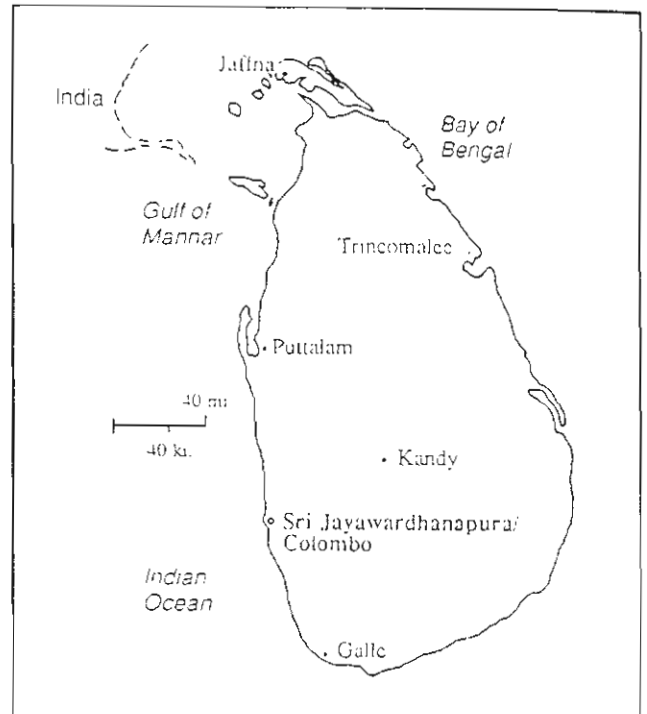 Jaffna
India
Bay of
Bengal
Gulf of
Mannar
Trincomalee
Puttalam
40 mi
40 k
Kandy
Sri Jayawardhanapura/
Colombo
Indian
Ocean
Galle